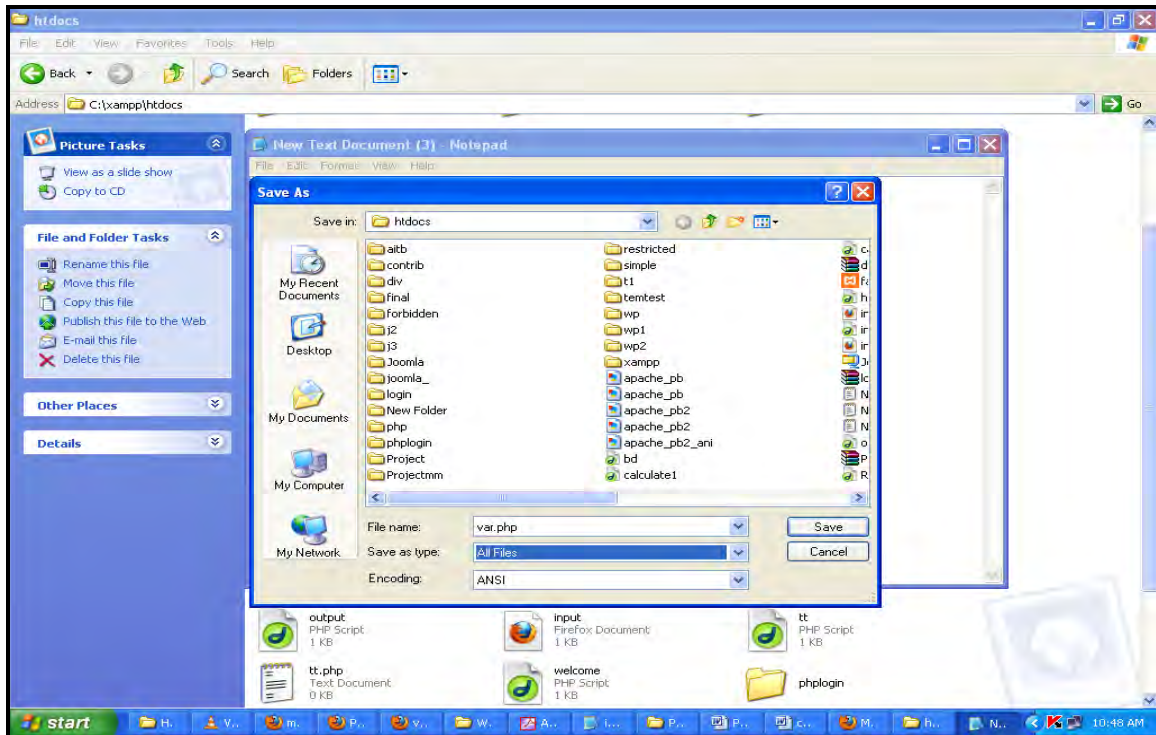 htdocs
File Edit View Favorites Tools Help
Back Search Folders
Address C:\xampp\htdocs Go
Picture Tasks
View as a slide show
Copy to CD
File and Folder Tasks
Rename this file
Move this file
Copy this file
Publish this file to the Web
E-mail this file
Delete this file
Other Places
Details
New Text Document (3) - Notepad
File Edit Format View Help
Save As
Save in: htdocs
My Recent Documents
Desktop
My Documents
My Computer
My Network
aitb
contrib
div
final
forbidden
j2
j3
Joomla
joomla_
login
New Folder
php
phplogin
Project
Projectmm
restricted
simple
t1
temtest
wp
wp1
wp2
xampp
apache_pb
apache_pb
apache_pb2
apache_pb2
apache_pb2_ani
bd
calculate1
File name: var.php Save
Save as type: All Files Cancel
Encoding: ANSI
output
PHP Script
1 KB
input
Firefox Document
1 KB
tt
PHP Script
1 KB
tt.php
Text Document
0 KB
welcome
PHP Script
1 KB
phplogin
start H.. V.. m.. P.. v.. W.. A.. i... P.. P.. c... M.. h.. N.. 10:48 AM